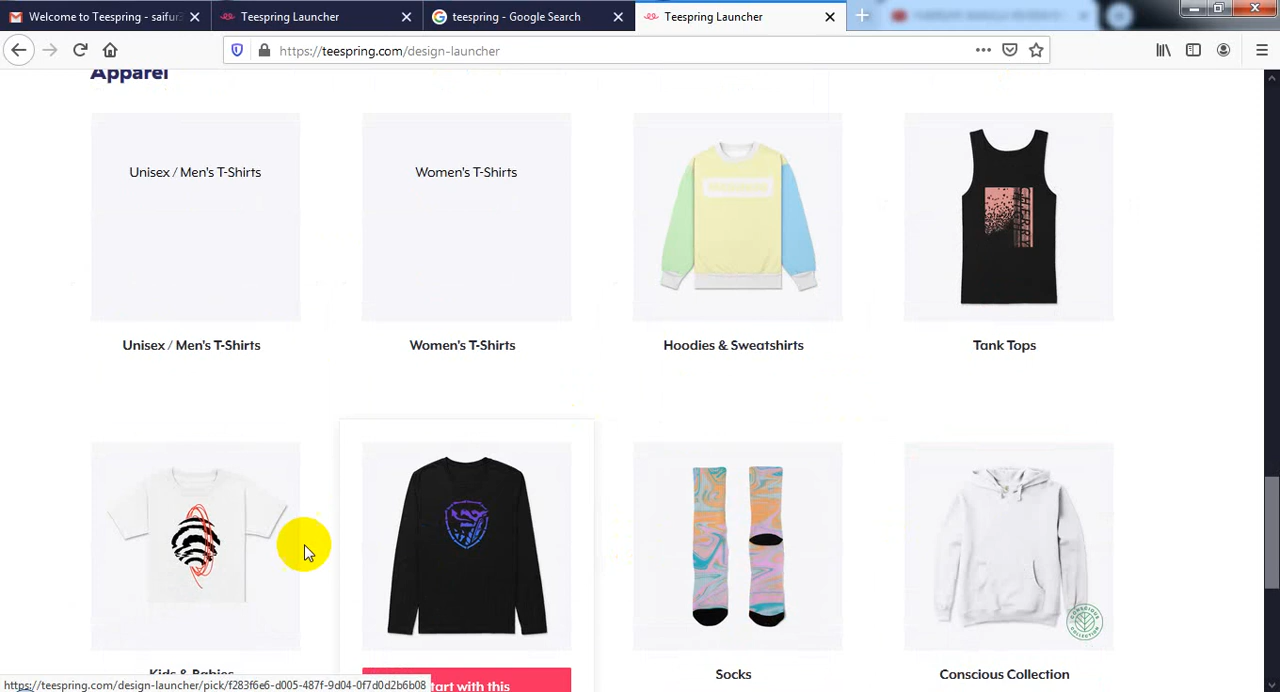 Welcome to Teespring - saifur
Teespring Launcher
teespring - Google Search
Teespring Launcher
https://teespring.com/design-launcher
Apparel
Unisex / Men's T-Shirts
Women's T-Shirts
Unisex / Men's T-Shirts
Women's T-Shirts
Hoodies & Sweatshirts
Tank Tops
Kids & Babies
Start with this
Socks
Conscious Collection
https://teespring.com/design-launcher/pick/f283f6e6-d005-487f-9d04-0f7d0d2b6b08